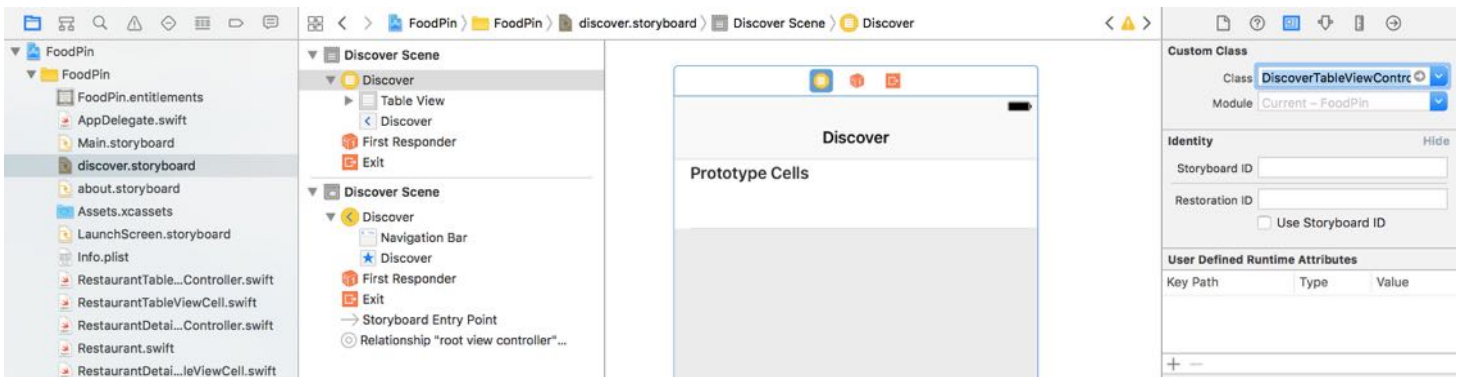 FoodPin FoodPin discover.storyboard Discover Scene Discover
FoodPin
FoodPin
FoodPin.entitlements
AppDelegate.swift
Main.storyboard
discover.storyboard
about.storyboard
Assets.xcassets
LaunchScreen.storyboard
Info.plist
RestaurantTable...Controller.swift
RestaurantTableViewCell.swift
RestaurantDetai...Controller.swift
Restaurant.swift
RestaurantDetai...leViewCell.swift
Discover Scene
Discover
Table View
Discover
First Responder
Exit
Discover Scene
Discover
Navigation Bar
Discover
First Responder
Exit
Storyboard Entry Point
Relationship "root view controller"...
Discover
Prototype Cells
Custom Class
Class DiscoverTableViewContrc
Module Current – FoodPin
Identity Hide
Storyboard ID
Restoration ID
Use Storyboard ID
User Defined Runtime Attributes
Key Path Type Value